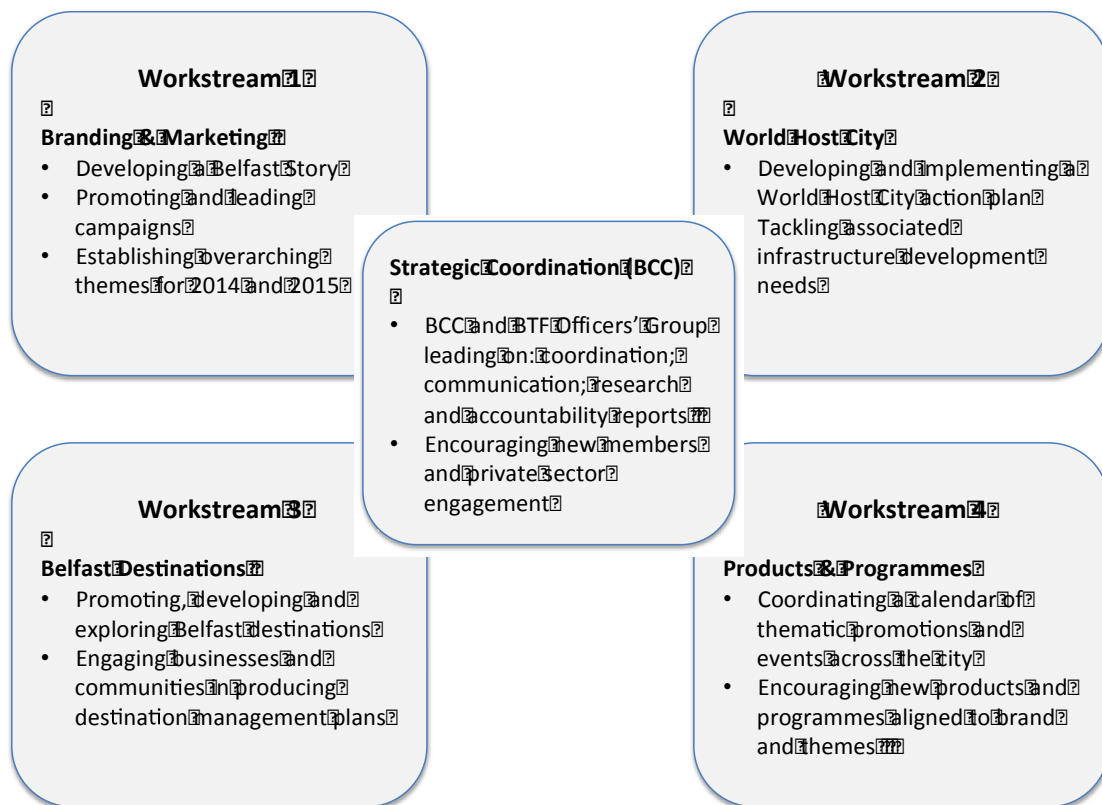 Workstream 1
Branding & Marketing
• Developing a Belfast Story
• Promoting and leading
campaigns
• Establishing overarching
themes for 2014 and 2015
Workstream 2
World Host City
• Developing and implementing a
World Host City action plan
Tackling associated
infrastructure development
needs
Strategic Coordination (BCC)
• BCC and BTF Officers’ Group
leading on: coordination;
communication; research
and accountability reports
• Encouraging new members
and private sector
engagement
Workstream 3
Belfast Destinations
• Promoting, developing and
exploring Belfast destinations
• Engaging businesses and
communities in producing
destination management plans
Workstream 4
Products & Programmes
• Coordinating a calendar of
thematic promotions and
events across the city
• Encouraging new products and
programmes aligned to brand
and themes